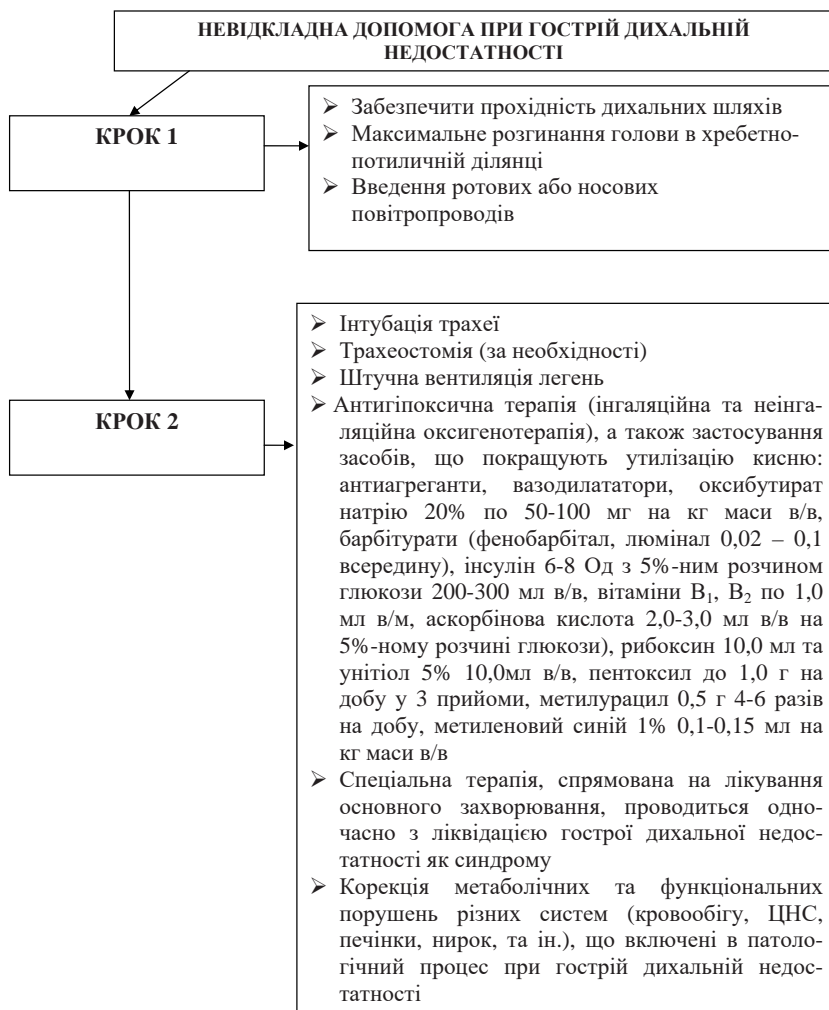 НЕВІДКЛАДНА ДОПОМОГА ПРИ ГОСТРІЙ ДИХАЛЬНІЙ
НЕДОСТАТНОСТІ
КРОК 1
➢ Забезпечити прохідність дихальних шляхів
➢ Максимальне розгинання голови в хребетно-
потиличній ділянці
➢ Введення ротових або носових
повітропроводів
КРОК 2
➢ Інтубація трахеї
➢ Трахеостомія (за необхідності)
➢ Штучна вентиляція легень
➢ Антигіпоксична терапія (інгаляційна та неінга-
ляційна оксигенотерапія), а також застосування
засобів, що покращують утилізацію кисню:
антиагреганти, вазодилататори, оксибутират
натрію 20% по 50-100 мг на кг маси в/в,
барбітурати (фенобарбітал, люмінал 0,02 – 0,1
всередину), інсулін 6-8 Од з 5%-ним розчином
глюкози 200-300 мл в/в, вітаміни В₁, В₂ по 1,0
мл в/м, аскорбінова кислота 2,0-3,0 мл в/в на
5%-ному розчині глюкози), рибоксин 10,0 мл та
унітіол 5% 10,0мл в/в, пентоксил до 1,0 г на
добу у 3 прийоми, метилурацил 0,5 г 4-6 разів
на добу, метиленовий синій 1% 0,1-0,15 мл на
кг маси в/в
➢ Спеціальна терапія, спрямована на лікування
основного захворювання, проводиться одно-
часно з ліквідацією гострої дихальної недос-
татності як синдрому
➢ Корекція метаболічних та функціональних
порушень різних систем (кровообігу, ЦНС,
печінки, нирок, та ін.), що включені в патоло-
гічний процес при гострій дихальній недос-
татності